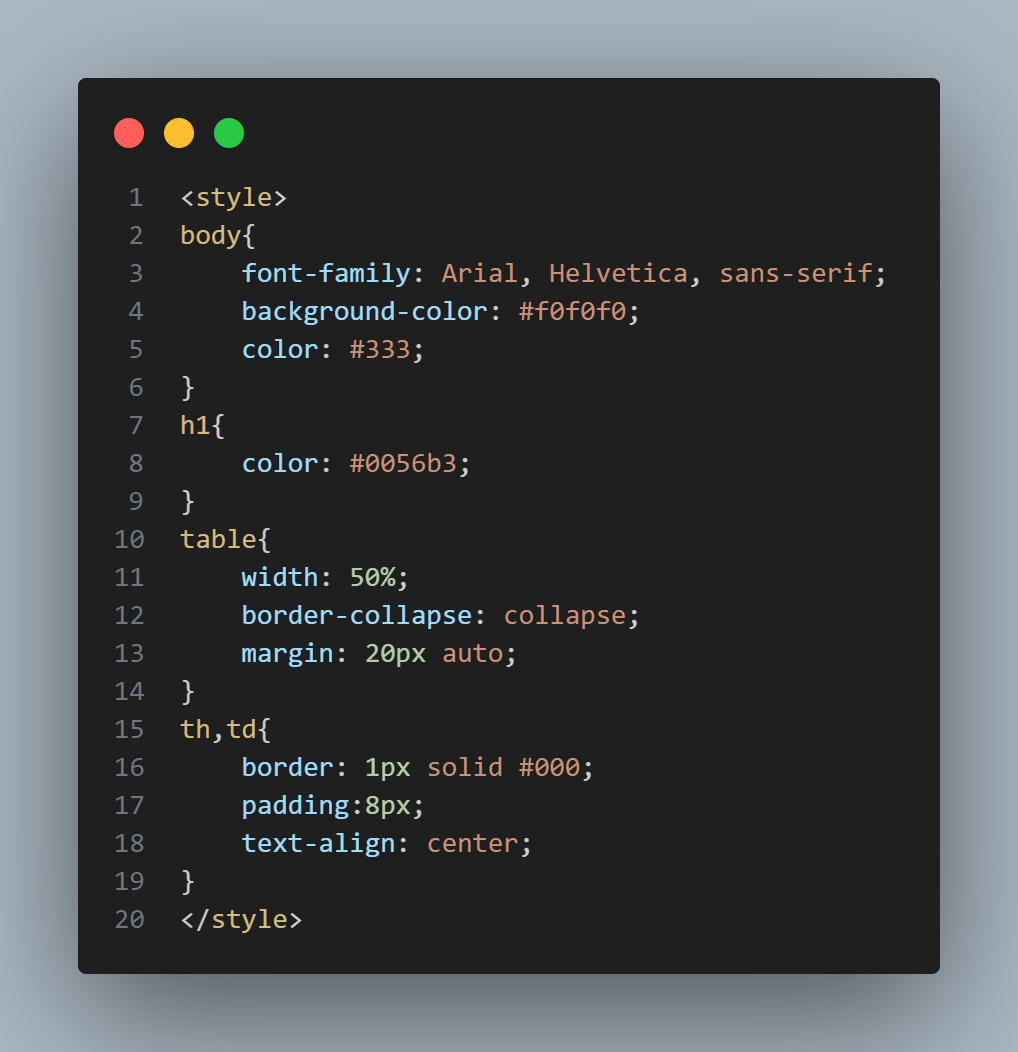 1 <style>
2 body{
3     font-family: Arial, Helvetica, sans-serif;
4     background-color: #f0f0f0;
5     color: #333;
6 }
7 h1{
8     color: #0056b3;
9 }
10 table{
11     width: 50%;
12     border-collapse: collapse;
13     margin: 20px auto;
14 }
15 th,td{
16     border: 1px solid #000;
17     padding:8px;
18     text-align: center;
19 }
20 </style>